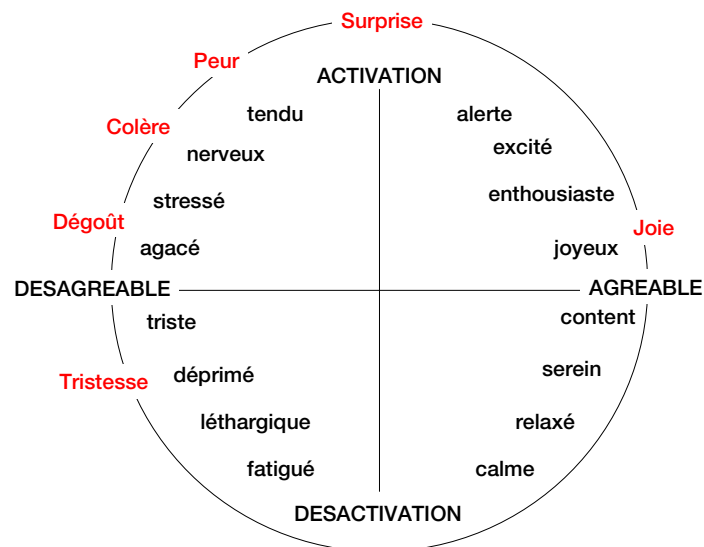 Surprise
Peur
ACTIVATION
tendu
alerte
Colère
excité
nerveux
enthousiaste
stressé
Dégoût
Joie
agacé
joyeux
DESAGREABLE
AGREABLE
triste
content
Tristesse
déprimé
serein
léthargique
relaxé
fatigué
calme
DESACTIVATION